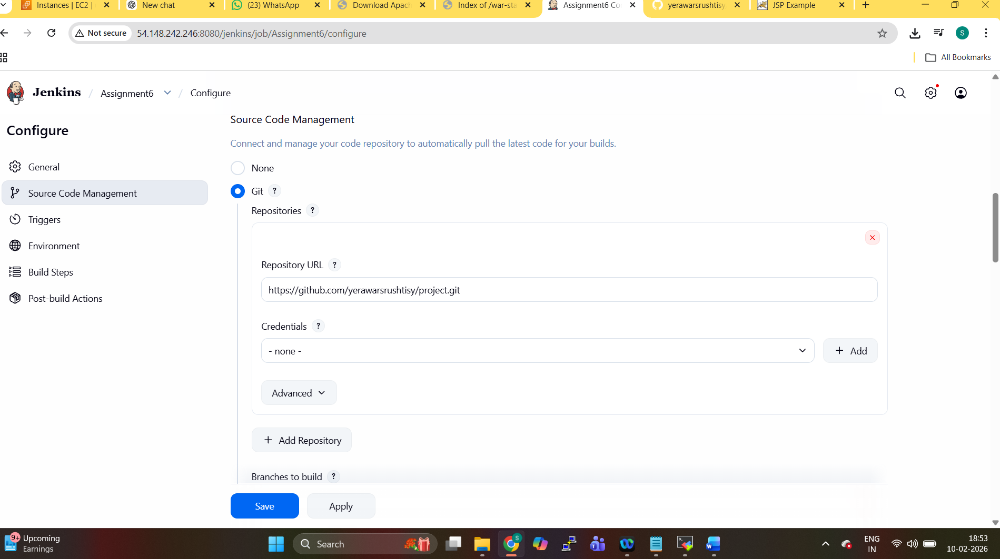 Instances | EC2 |
New chat
(23) WhatsApp
Download Apach
Index of /war-sta
Assignment6 Co
yerawarsrushtisy
JSP Example
Not secure
54.148.242.246:8080/jenkins/job/Assignment6/configure
S
All Bookmarks
Jenkins / Assignment6 / Configure
Configure
General
Source Code Management
Triggers
Environment
Build Steps
Post-build Actions
Source Code Management
Connect and manage your code repository to automatically pull the latest code for your builds.
None
Git ?
Repositories ?
Repository URL ?
https://github.com/yerawarsrushtisy/project.git
Credentials ?
- none -
+ Add
Advanced
+ Add Repository
Branches to build ?
Save
Apply
9+
Upcoming
Earnings
Search
S
ENG
IN
18:53
10-02-2026